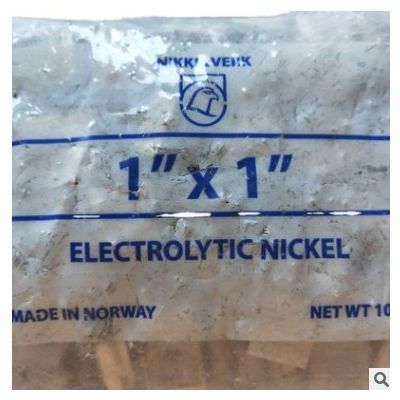 NIKKELVERK
1" x 1"
ELECTROLYTIC NICKEL
MADE IN NORWAY NET WT 10